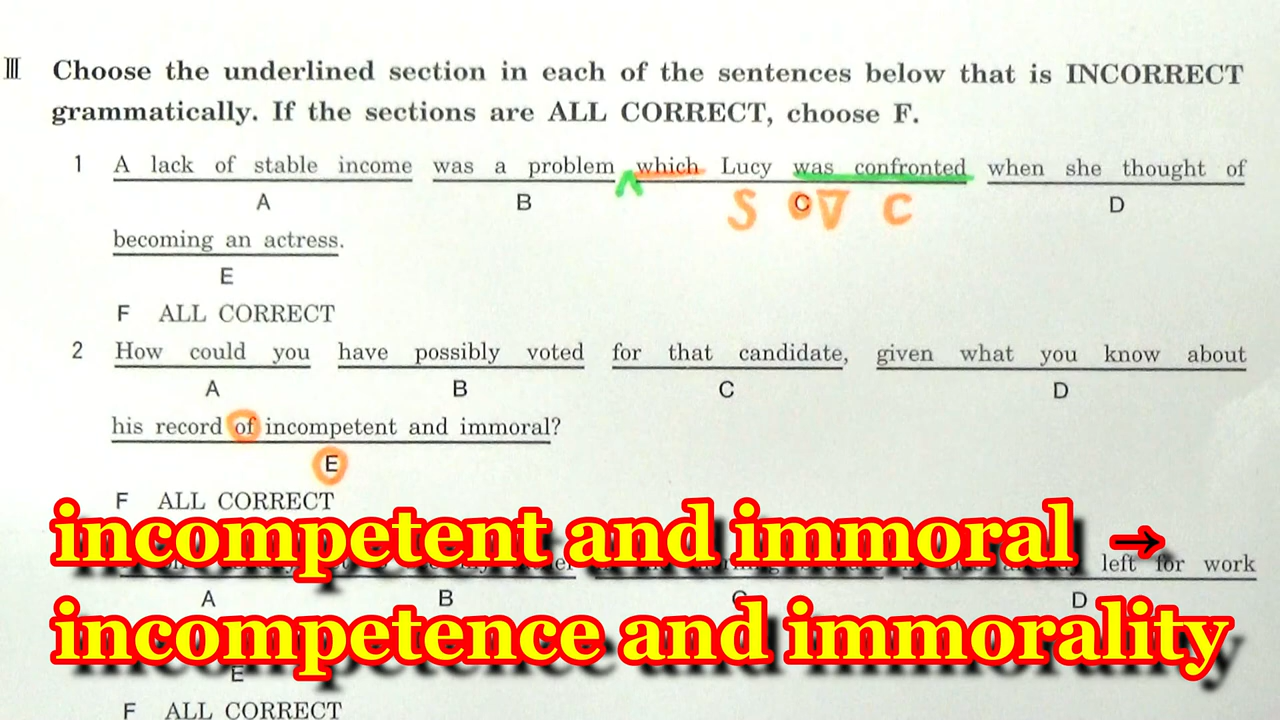 III Choose the underlined section in each of the sentences below that is INCORRECT
grammatically. If the sections are ALL CORRECT, choose F.
1 A lack of stable income was a problem which Lucy was confronted when she thought of
A B C D
S V C
becoming an actress.
E
F ALL CORRECT
2 How could you have possibly voted for that candidate, given what you know about
A B C D
his record of incompetent and immoral?
E
F ALL CORRECT
incompetent and immoral →
left for work
A B C D
incompetence and immorality
E
F ALL CORRECT